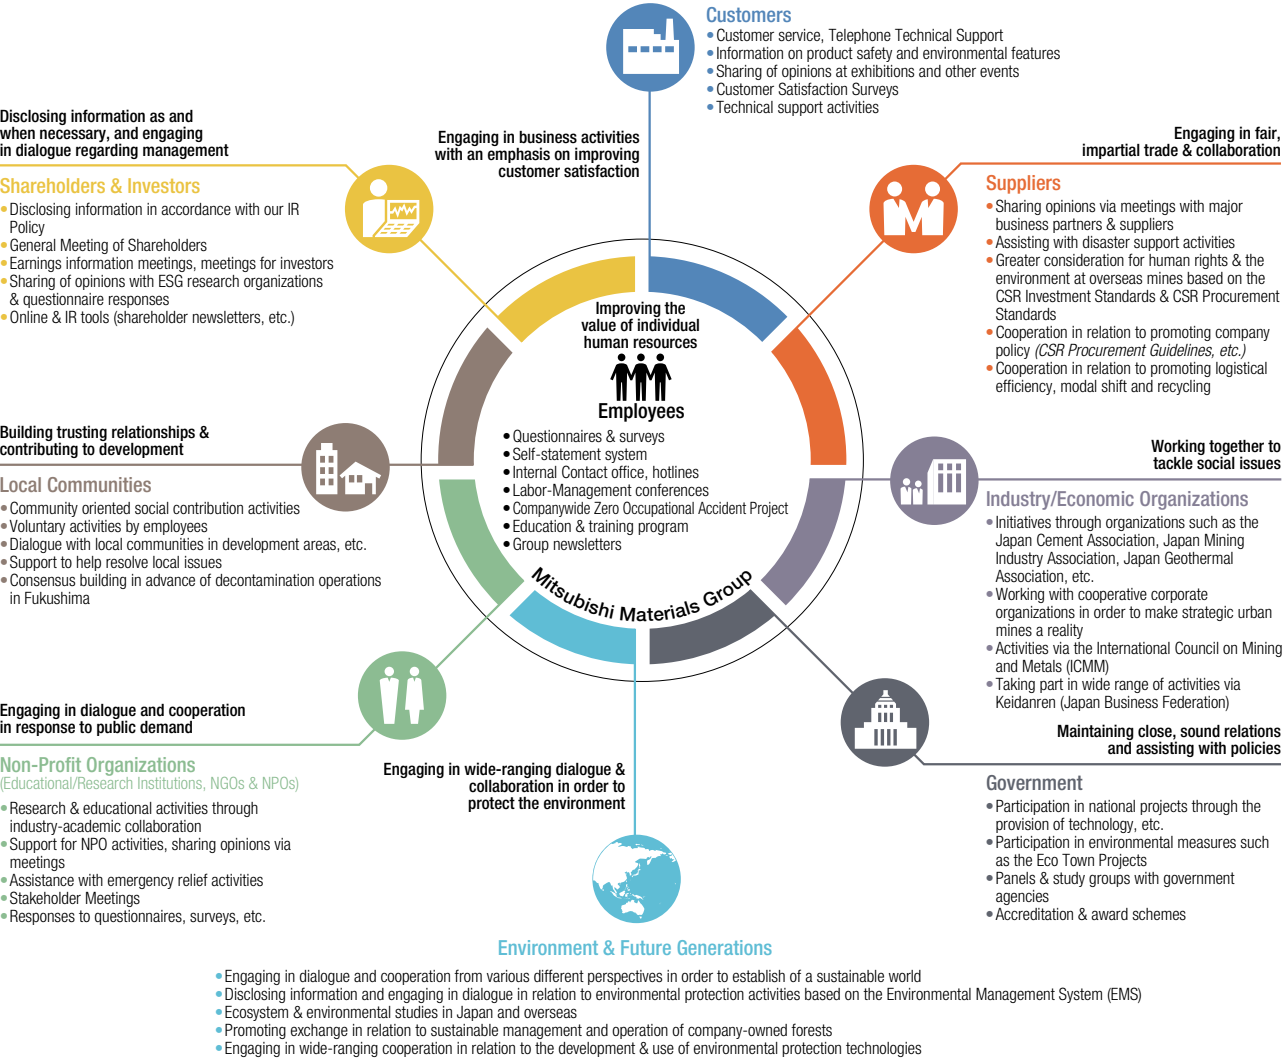 Customers
•Customer service, Telephone Technical Support
•Information on product safety and environmental features
•Sharing of opinions at exhibitions and other events
•Customer Satisfaction Surveys
•Technical support activities
Engaging in business activities
with an emphasis on improving
customer satisfaction
Disclosing information as and
when necessary, and engaging
in dialogue regarding management
Shareholders & Investors
•Disclosing information in accordance with our IR
Policy
•General Meeting of Shareholders
•Earnings information meetings, meetings for investors
•Sharing of opinions with ESG research organizations
& questionnaire responses
•Online & IR tools (shareholder newsletters, etc.)
Engaging in fair,
impartial trade & collaboration
Suppliers
•Sharing opinions via meetings with major
business partners & suppliers
•Assisting with disaster support activities
•Greater consideration for human rights & the
environment at overseas mines based on the
CSR Investment Standards & CSR Procurement
Standards
•Cooperation in relation to promoting company
policy (CSR Procurement Guidelines, etc.)
•Cooperation in relation to promoting logistical
efficiency, modal shift and recycling
Improving the
value of individual
human resources
Employees
•Questionnaires & surveys
•Self-statement system
•Internal Contact office, hotlines
•Labor-Management conferences
•Companywide Zero Occupational Accident Project
•Education & training program
•Group newsletters
Mitsubishi Materials Group
Building trusting relationships &
contributing to development
Local Communities
•Community oriented social contribution activities
•Voluntary activities by employees
•Dialogue with local communities in development areas, etc.
•Support to help resolve local issues
•Consensus building in advance of decontamination operations
in Fukushima
Working together to
tackle social issues
Industry/Economic Organizations
•Initiatives through organizations such as the
Japan Cement Association, Japan Mining
Industry Association, Japan Geothermal
Association, etc.
•Working with cooperative corporate
organizations in order to make strategic urban
mines a reality
•Activities via the International Council on Mining
and Metals (ICMM)
•Taking part in wide range of activities via
Keidanren (Japan Business Federation)
Engaging in dialogue and cooperation
in response to public demand
Non-Profit Organizations
(Educational/Research Institutions, NGOs & NPOs)
•Research & educational activities through
industry-academic collaboration
•Support for NPO activities, sharing opinions via
meetings
•Assistance with emergency relief activities
•Stakeholder Meetings
•Responses to questionnaires, surveys, etc.
Maintaining close, sound relations
and assisting with policies
Government
•Participation in national projects through the
provision of technology, etc.
•Participation in environmental measures such
as the Eco Town Projects
•Panels & study groups with government
agencies
•Accreditation & award schemes
Engaging in wide-ranging dialogue &
collaboration in order to
protect the environment
Environment & Future Generations
•Engaging in dialogue and cooperation from various different perspectives in order to establish of a sustainable world
•Disclosing information and engaging in dialogue in relation to environmental protection activities based on the Environmental Management System (EMS)
•Ecosystem & environmental studies in Japan and overseas
•Promoting exchange in relation to sustainable management and operation of company-owned forests
•Engaging in wide-ranging cooperation in relation to the development & use of environmental protection technologies